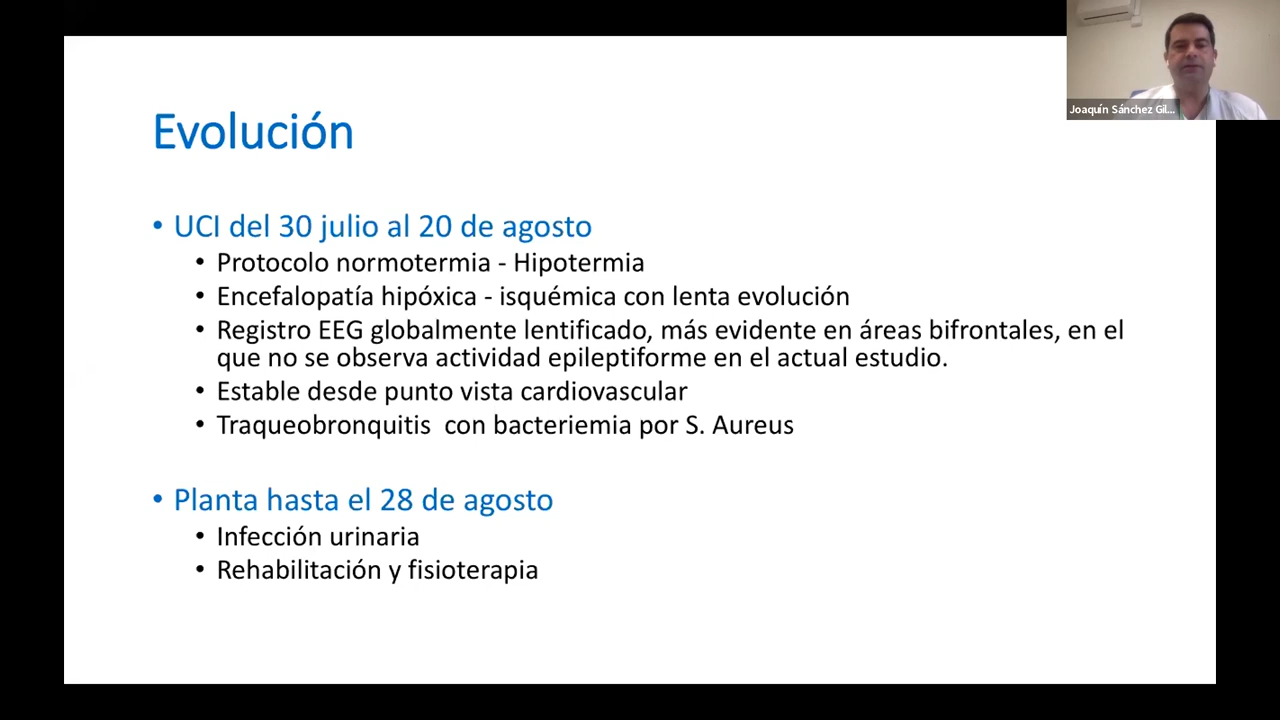 Joaquín Sánchez Gil...
Evolución
• UCI del 30 julio al 20 de agosto
• Protocolo normotermia - Hipotermia
• Encefalopatía hipóxica - isquémica con lenta evolución
• Registro EEG globalmente lentificado, más evidente en áreas bifrontales, en el
que no se observa actividad epileptiforme en el actual estudio.
• Estable desde punto vista cardiovascular
• Traqueobronquitis con bacteriemia por S. Aureus
• Planta hasta el 28 de agosto
• Infección urinaria
• Rehabilitación y fisioterapia